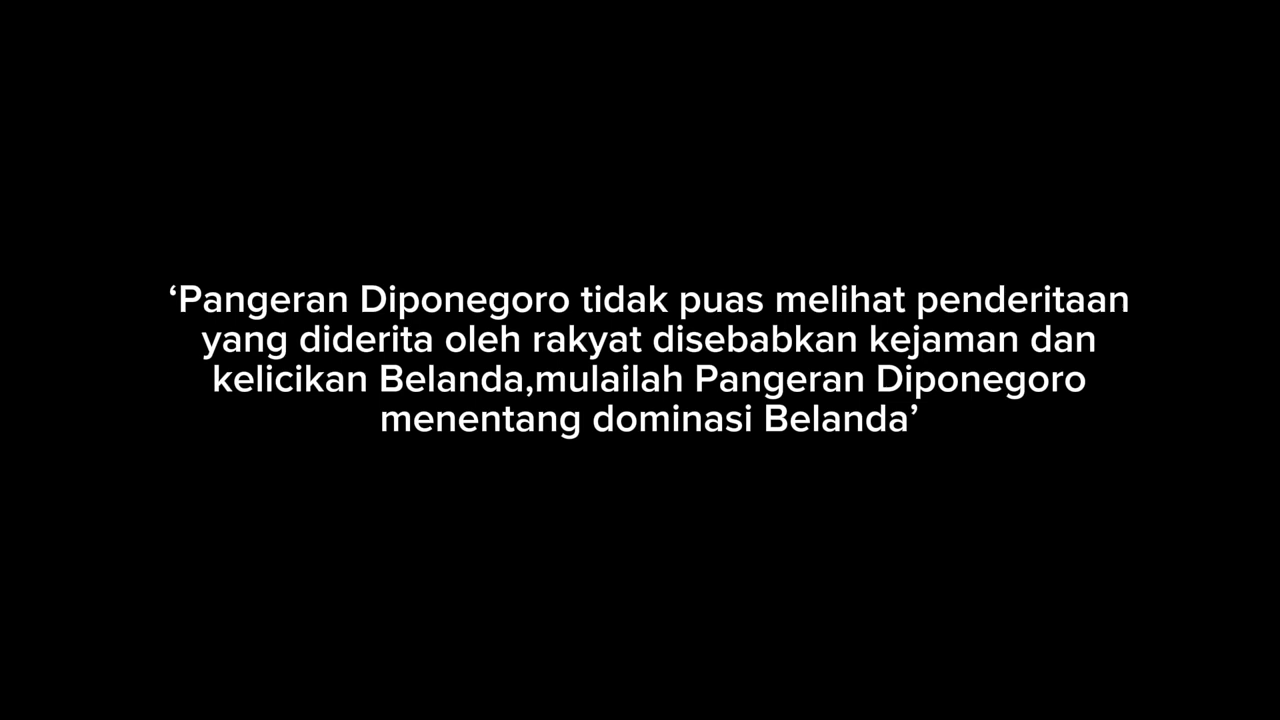 ‘Pangeran Diponegoro tidak puas melihat penderitaan
yang diderita oleh rakyat disebabkan kejaman dan
kelicikan Belanda,mulailah Pangeran Diponegoro
menentang dominasi Belanda’